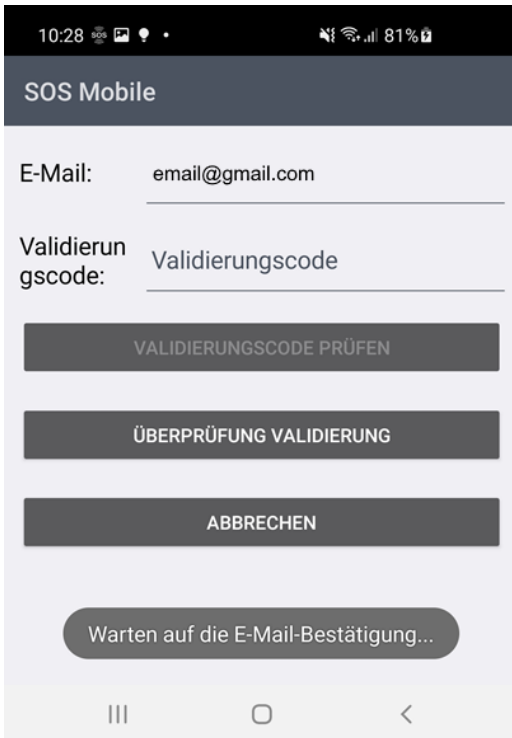 10:28 sos 81%
SOS Mobile
E-Mail: email@gmail.com
Validierun
gscode: Validierungscode
VALIDIERUNGSCODE PRÜFEN
ÜBERPRÜFUNG VALIDIERUNG
ABBRECHEN
Warten auf die E-Mail-Bestätigung...